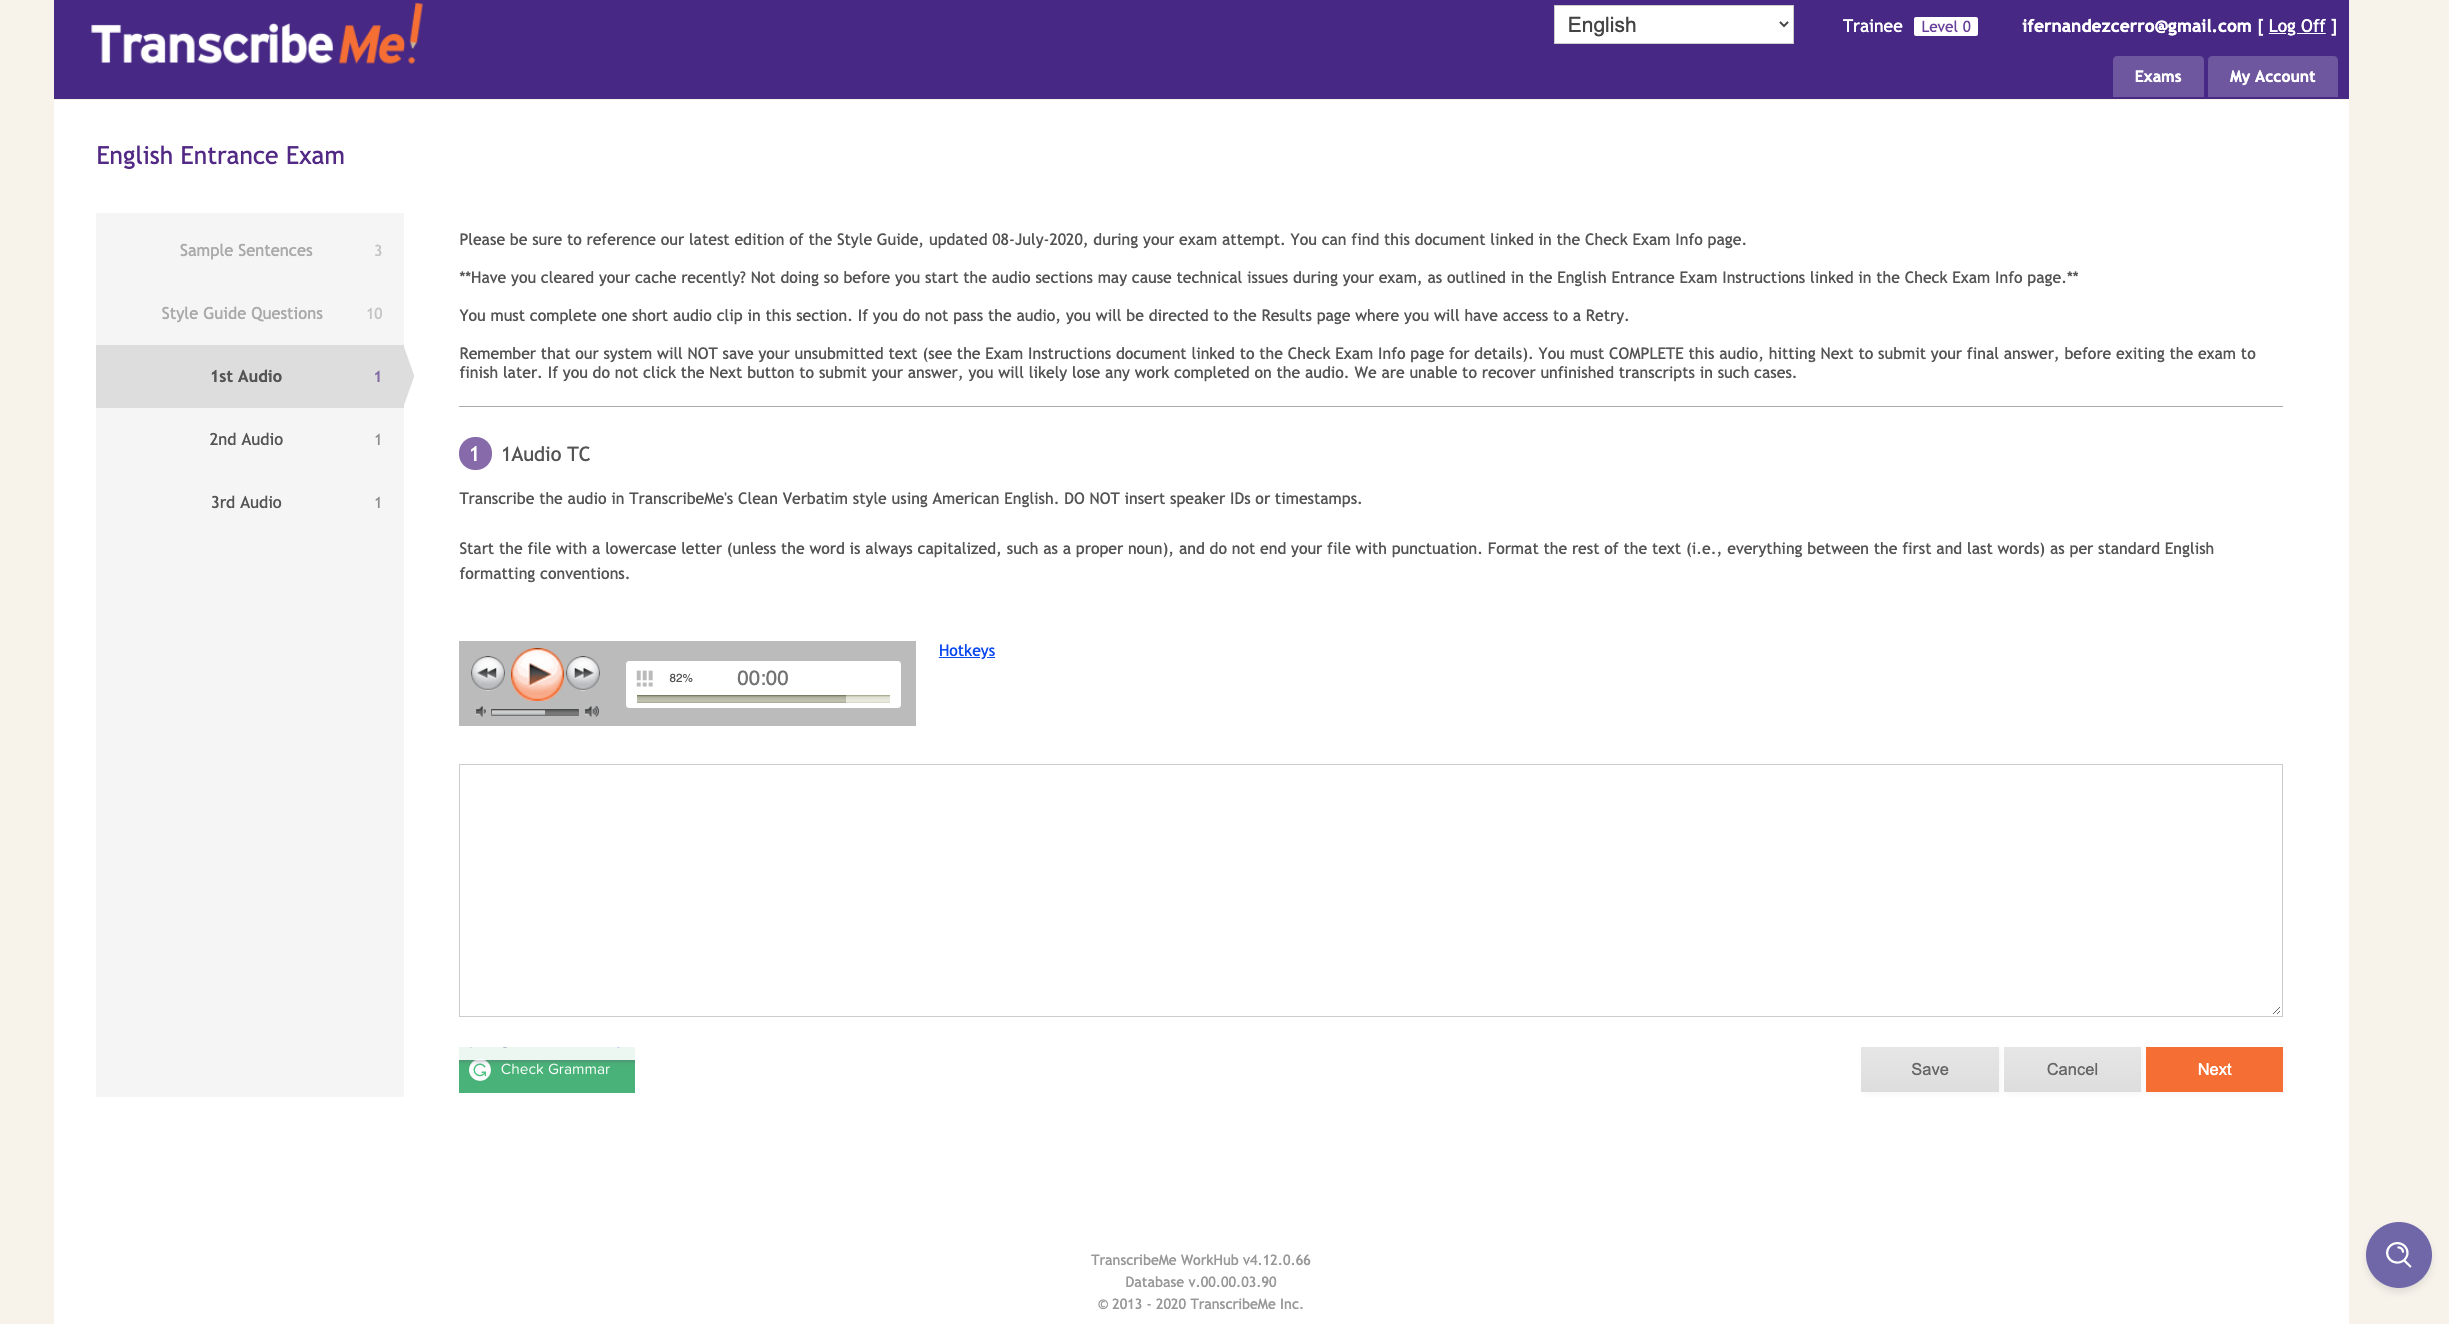 TranscribeMe!
English
Trainee Level 0
ifernandezcerro@gmail.com [ Log Off ]
Exams
My Account
English Entrance Exam
Sample Sentences 3
Style Guide Questions 10
1st Audio 1
2nd Audio 1
3rd Audio 1
Please be sure to reference our latest edition of the Style Guide, updated 08-July-2020, during your exam attempt. You can find this document linked in the Check Exam Info page.
**Have you cleared your cache recently? Not doing so before you start the audio sections may cause technical issues during your exam, as outlined in the English Entrance Exam Instructions linked in the Check Exam Info page.**
You must complete one short audio clip in this section. If you do not pass the audio, you will be directed to the Results page where you will have access to a Retry.
Remember that our system will NOT save your unsubmitted text (see the Exam Instructions document linked to the Check Exam Info page for details). You must COMPLETE this audio, hitting Next to submit your final answer, before exiting the exam to
finish later. If you do not click the Next button to submit your answer, you will likely lose any work completed on the audio. We are unable to recover unfinished transcripts in such cases.
1 1Audio TC
Transcribe the audio in TranscribeMe's Clean Verbatim style using American English. DO NOT insert speaker IDs or timestamps.
Start the file with a lowercase letter (unless the word is always capitalized, such as a proper noun), and do not end your file with punctuation. Format the rest of the text (i.e., everything between the first and last words) as per standard English
formatting conventions.
82% 00:00
Hotkeys
Check Grammar
Save
Cancel
Next
TranscribeMe WorkHub v4.12.0.66
Database v.00.00.03.90
© 2013 - 2020 TranscribeMe Inc.